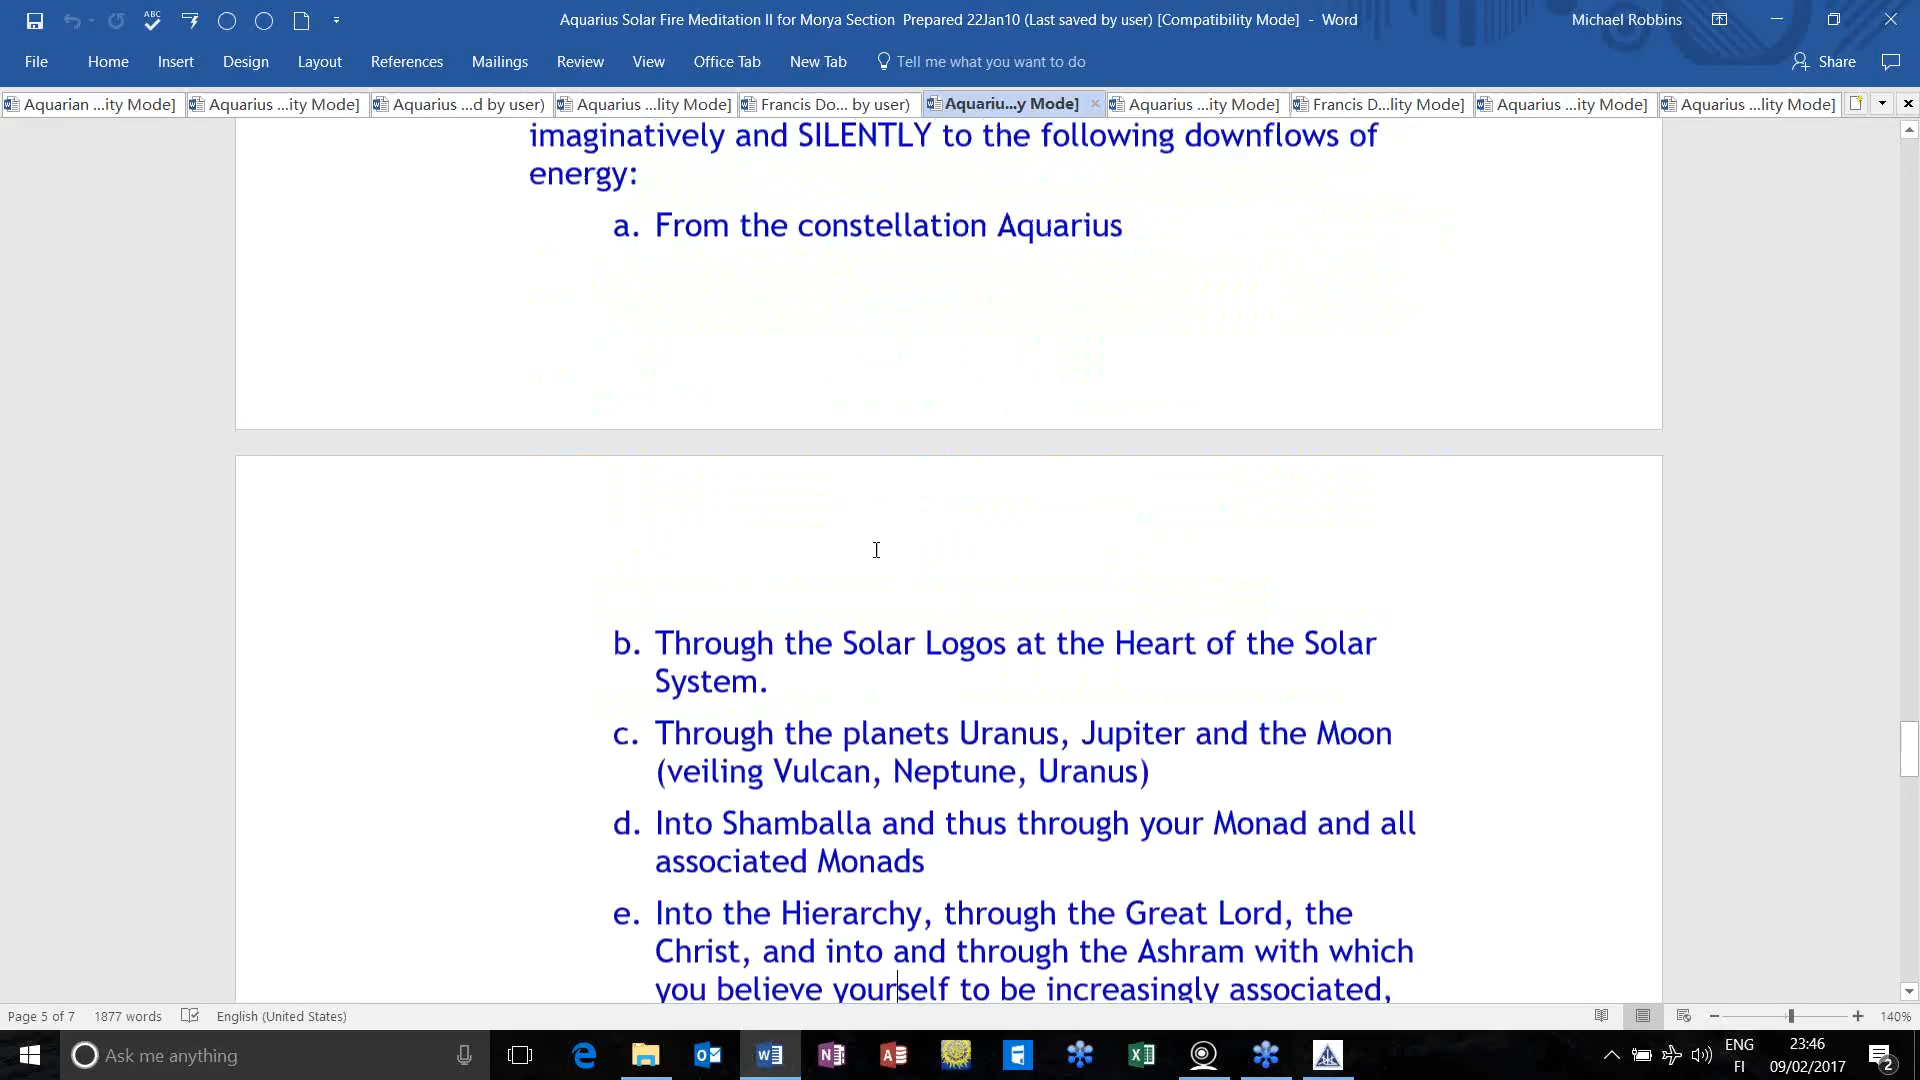 ABC
Aquarius Solar Fire Meditation II for Morya Section  Prepared 22Jan10 (Last saved by user) [Compatibility Mode]  -  Word
Michael Robbins
File Home Insert Design Layout References Mailings Review View Office Tab New Tab Tell me what you want to do Share
Aquarian ...ity Mode] Aquarius ...ity Mode] Aquarius ...d by user) Aquarius ...lity Mode] Francis Do... by user) Aquariu...y Mode] Aquarius ...ity Mode] Francis D...lity Mode] Aquarius ...ity Mode] Aquarius ...lity Mode]
imaginatively and SILENTLY to the following downflows of
energy:
a. From the constellation Aquarius
b. Through the Solar Logos at the Heart of the Solar
System.
c. Through the planets Uranus, Jupiter and the Moon
(veiling Vulcan, Neptune, Uranus)
d. Into Shamballa and thus through your Monad and all
associated Monads
e. Into the Hierarchy, through the Great Lord, the
Christ, and into and through the Ashram with which
you believe yourself to be increasingly associated,
Page 5 of 7 1877 words English (United States) 140%
Ask me anything
ENG
FI
23:46
09/02/2017
2